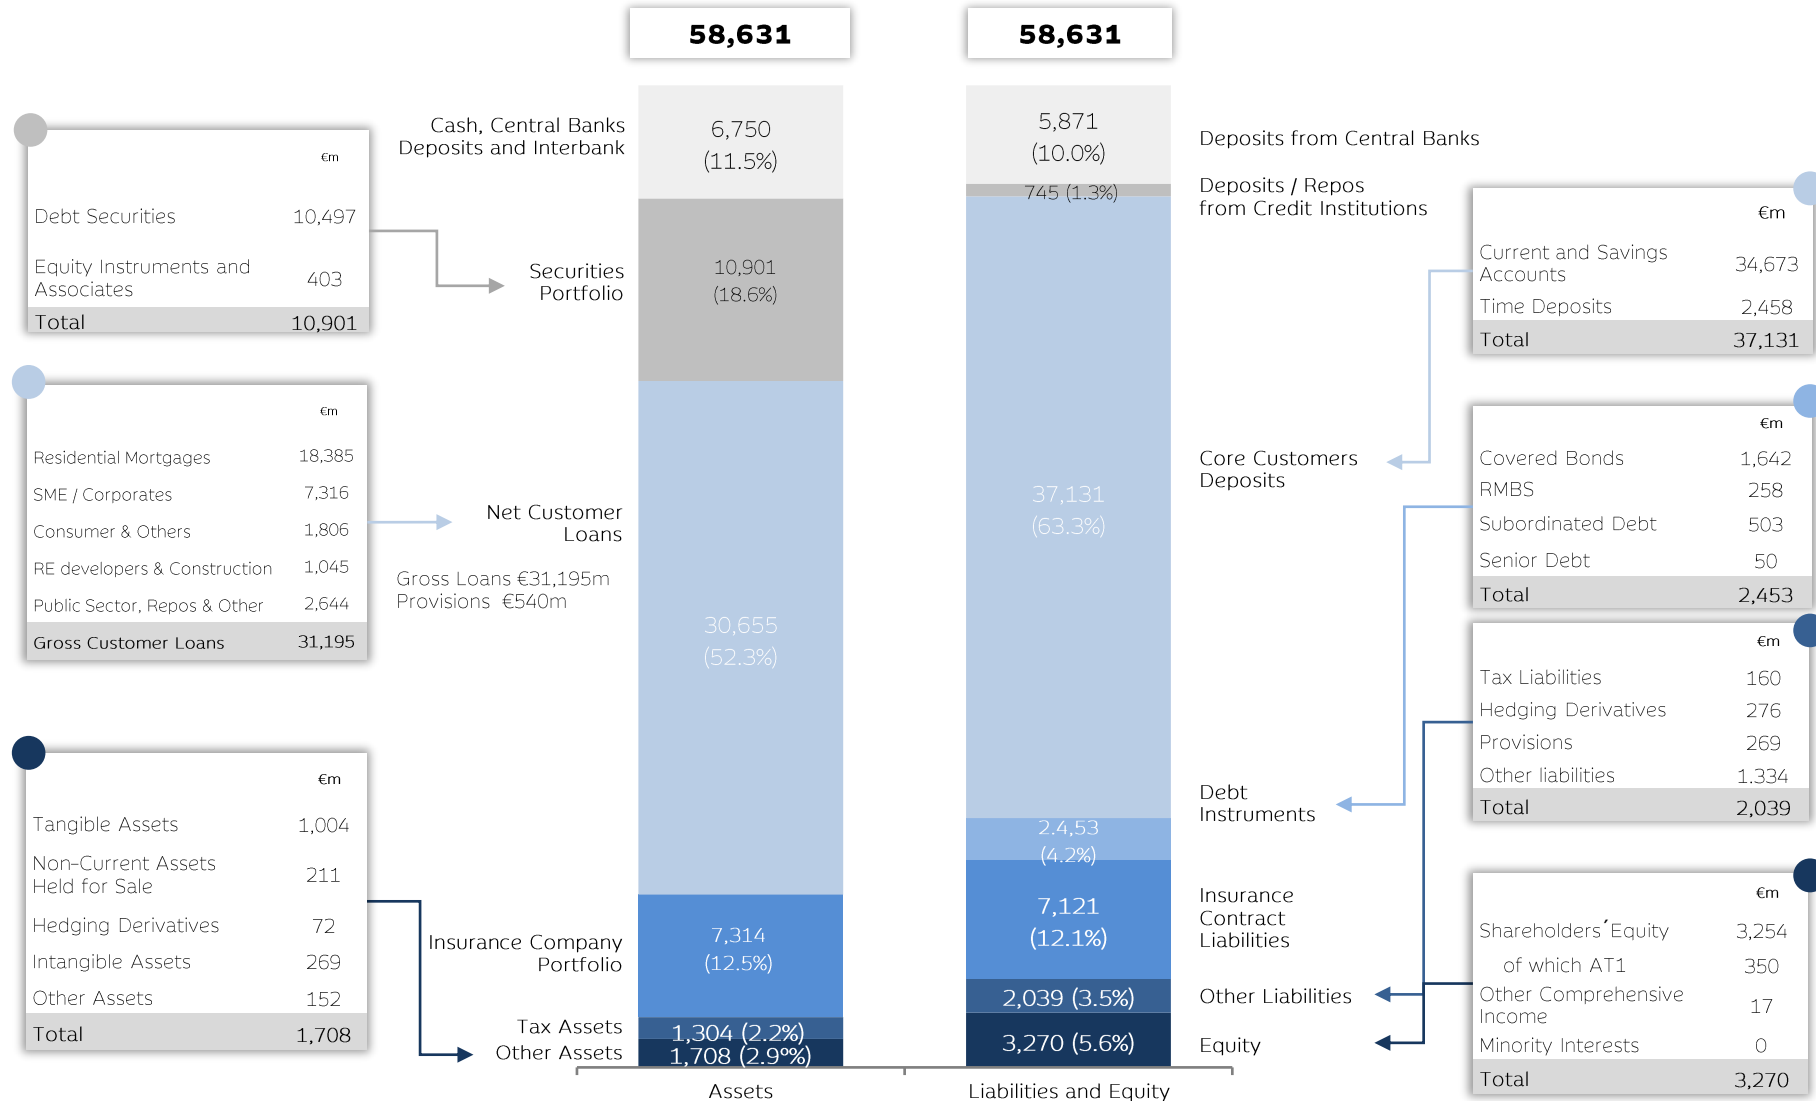 58,631
58,631
€m
Debt Securities 10,497
Equity Instruments and
Associates 403
Total 10,901
€m
Residential Mortgages 18,385
SME / Corporates 7,316
Consumer & Others 1,806
RE developers & Construction 1,045
Public Sector, Repos & Other 2,644
Gross Customer Loans 31,195
€m
Tangible Assets 1,004
Non-Current Assets
Held for Sale 211
Hedging Derivatives 72
Intangible Assets 269
Other Assets 152
Total 1,708
Cash, Central Banks
Deposits and Interbank
Securities
Portfolio
Net Customer
Loans
Gross Loans €31,195m
Provisions €540m
Insurance Company
Portfolio
Tax Assets
Other Assets
6,750
(11.5%)
10,901
(18.6%)
30,655
(52.3%)
7,314
(12.5%)
1,304 (2.2%)
1,708 (2.9%)
Assets
5,871
(10.0%)
745 (1.3%)
37,131
(63.3%)
2.4,53
(4.2%)
7,121
(12.1%)
2,039 (3.5%)
3,270 (5.6%)
Liabilities and Equity
Deposits from Central Banks
Deposits / Repos
from Credit Institutions
Core Customers
Deposits
Debt
Instruments
Insurance
Contract
Liabilities
Other Liabilities
Equity
€m
Current and Savings
Accounts 34,673
Time Deposits 2,458
Total 37,131
€m
Covered Bonds 1,642
RMBS 258
Subordinated Debt 503
Senior Debt 50
Total 2,453
€m
Tax Liabilities 160
Hedging Derivatives 276
Provisions 269
Other liabilities 1.334
Total 2,039
€m
Shareholders´Equity 3,254
of which AT1 350
Other Comprehensive
Income 17
Minority Interests 0
Total 3,270